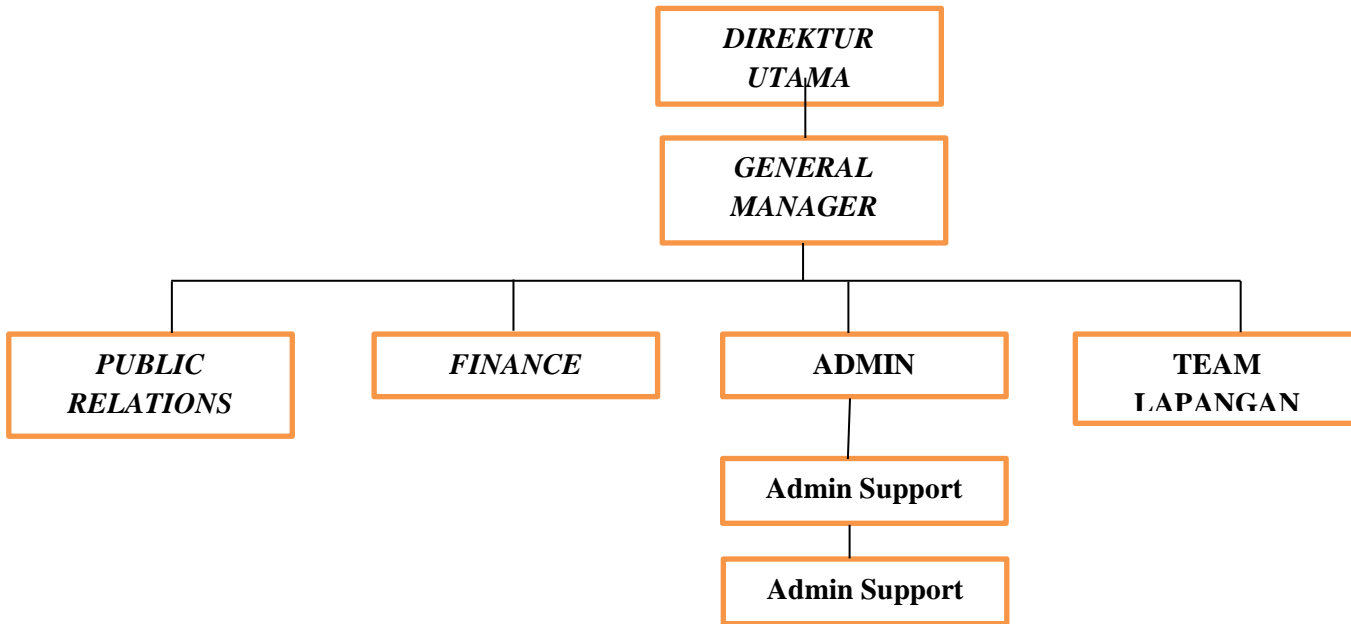 DIREKTUR
UTAMA
GENERAL
MANAGER
PUBLIC
RELATIONS
FINANCE
ADMIN
TEAM
LAPANGAN
Admin Support
Admin Support